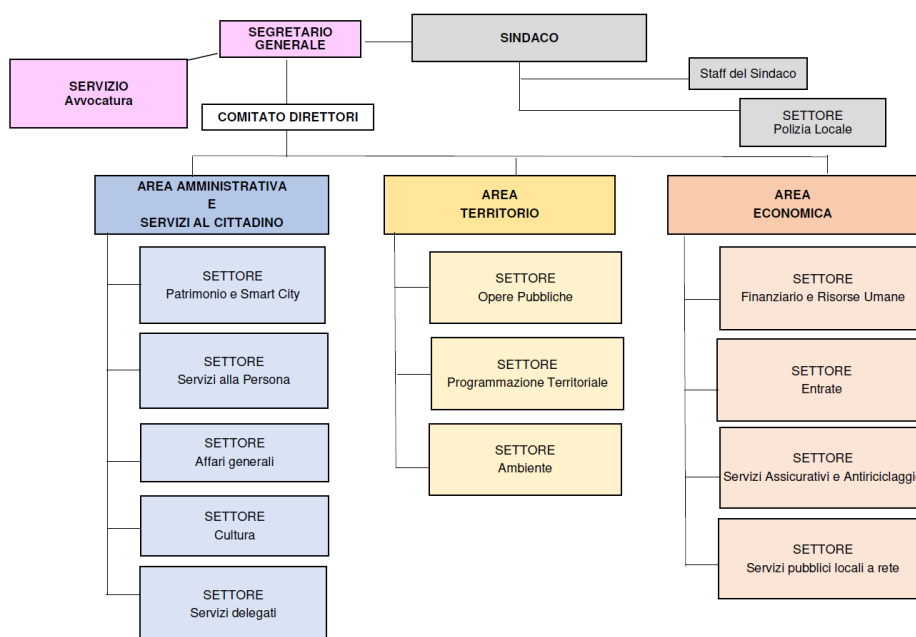 SEGRETARIO
GENERALE
SINDACO
SERVIZIO
Avvocatura
Staff del Sindaco
COMITATO DIRETTORI
SETTORE
Polizia Locale
AREA AMMINISTRATIVA
E
SERVIZI AL CITTADINO
AREA
TERRITORIO
AREA
ECONOMICA
SETTORE
Patrimonio e Smart City
SETTORE
Servizi alla Persona
SETTORE
Affari generali
SETTORE
Cultura
SETTORE
Servizi delegati
SETTORE
Opere Pubbliche
SETTORE
Programmazione Territoriale
SETTORE
Ambiente
SETTORE
Finanziario e Risorse Umane
SETTORE
Entrate
SETTORE
Servizi Assicurativi e Antiriciclaggio
SETTORE
Servizi pubblici locali a rete